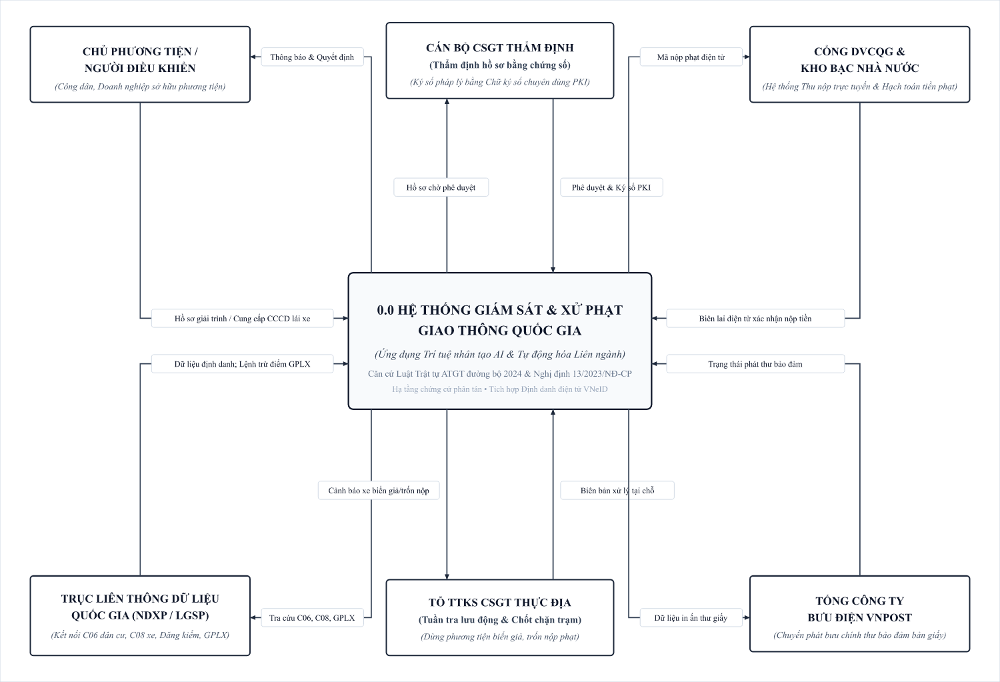 CHỦ PHƯƠNG TIỆN /
NGƯỜI ĐIỀU KHIỂN
(Công dân, Doanh nghiệp sở hữu phương tiện)
Thông báo & Quyết định
CÁN BỘ CSGT THẨM ĐỊNH
(Thẩm định hồ sơ bằng chứng số)
(Ký số pháp lý bằng Chữ ký số chuyên dùng PKI)
Mã nộp phạt điện tử
CỔNG DVCQG &
KHO BẠC NHÀ NƯỚC
(Hệ thống Thu nộp trực tuyến & Hạch toán tiền phạt)
Hồ sơ chờ phê duyệt
Phê duyệt & Ký số PKI
Hồ sơ giải trình / Cung cấp CCCD lái xe
0.0 HỆ THỐNG GIÁM SÁT & XỬ PHẠT
GIAO THÔNG QUỐC GIA
(Ứng dụng Trí tuệ nhân tạo AI & Tự động hóa Liên ngành)
Căn cứ Luật Trật tự ATGT đường bộ 2024 & Nghị định 13/2023/NĐ-CP
Hạ tầng chứng cứ phân tán • Tích hợp Định danh điện tử VNeID
Biên lai điện tử xác nhận nộp tiền
Dữ liệu định danh; Lệnh trừ điểm GPLX
Trạng thái phát thư bảo đảm
Cảnh báo xe biển giả/trốn nộp
Biên bản xử lý tại chỗ
TRỤC LIÊN THÔNG DỮ LIỆU
QUỐC GIA (NDXP / LGSP)
(Kết nối C06 dân cư, C08 xe, Đăng kiểm, GPLX)
Tra cứu C06, C08, GPLX
TỔ TTKS CSGT THỰC ĐỊA
(Tuần tra lưu động & Chốt chặn trạm)
(Dừng phương tiện biển giả, trốn nộp phạt)
Dữ liệu in ấn thư giấy
TỔNG CÔNG TY
BƯU ĐIỆN VNPOST
(Chuyển phát bưu chính thư bảo đảm bản giấy)